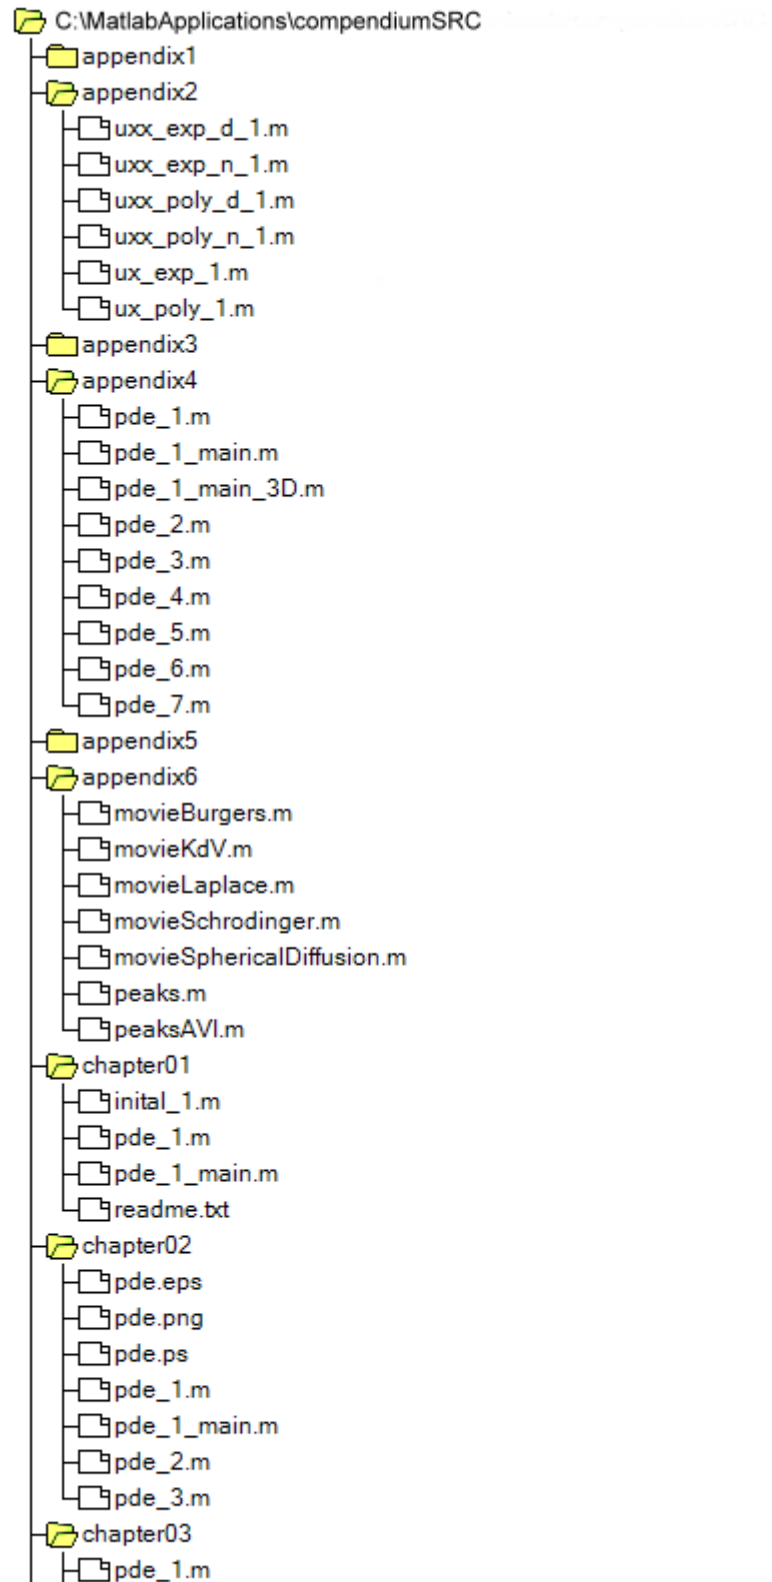 C:\MatlabApplications\compendiumSRC
appendix1
appendix2
uxx_exp_d_1.m
uxx_exp_n_1.m
uxx_poly_d_1.m
uxx_poly_n_1.m
ux_exp_1.m
ux_poly_1.m
appendix3
appendix4
pde_1.m
pde_1_main.m
pde_1_main_3D.m
pde_2.m
pde_3.m
pde_4.m
pde_5.m
pde_6.m
pde_7.m
appendix5
appendix6
movieBurgers.m
movieKdV.m
movieLaplace.m
movieSchrodinger.m
movieSphericalDiffusion.m
peaks.m
peaksAVI.m
chapter01
inital_1.m
pde_1.m
pde_1_main.m
readme.txt
chapter02
pde.eps
pde.png
pde.ps
pde_1.m
pde_1_main.m
pde_2.m
pde_3.m
chapter03
pde_1.m